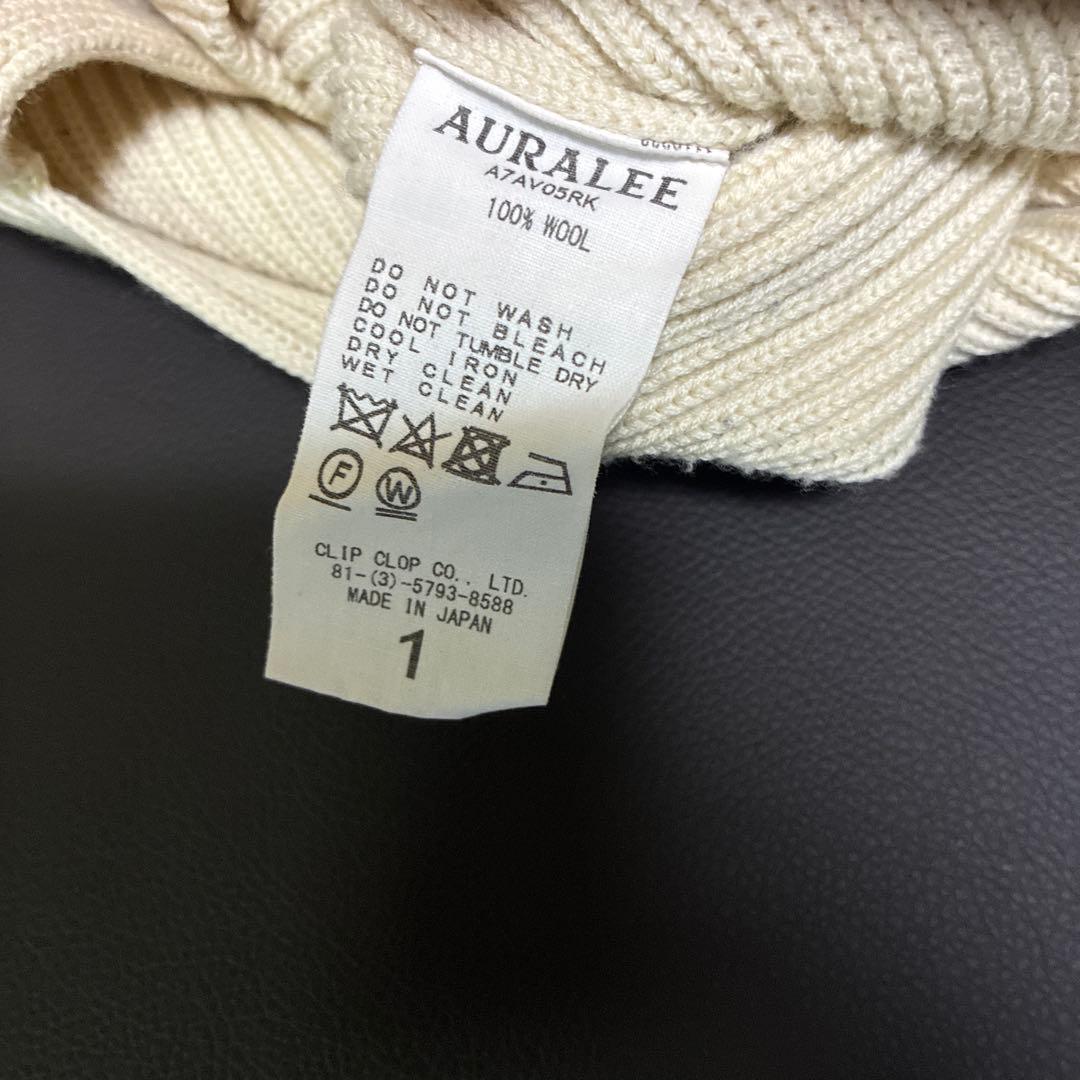 AURALEE
A7AV05RK
100% WOOL
DO NOT WASH
DO NOT BLEACH
DO NOT TUMBLE DRY
COOL IRON
DRY CLEAN
WET CLEAN
F W
CLIP CLOP CO., LTD.
81-(3)-5793-8588
MADE IN JAPAN
1